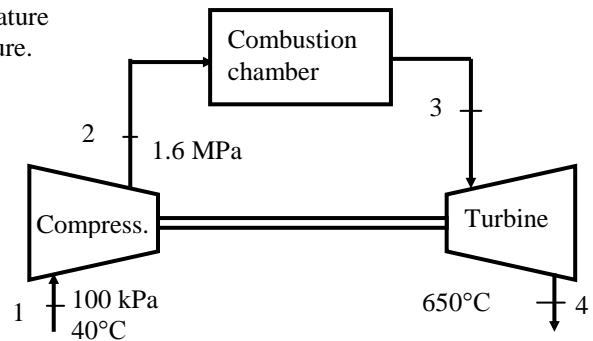 ature
ure.
Combustion
chamber
2
1.6 MPa
3
Compress.
Turbine
1
100 kPa
40°C
650°C
4